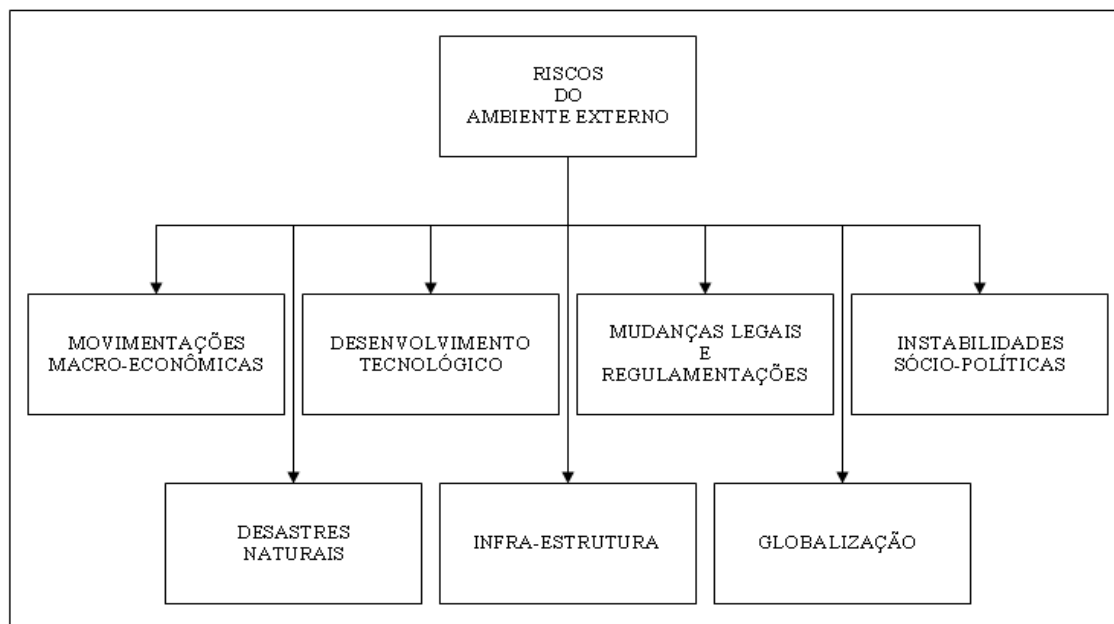 RISCOS
DO
AMBIENTE EXTERNO
MOVIMENTAÇÕES
MACRO-ECONÔMICAS
DESENVOLVIMENTO
TECNOLÓGICO
MUDANÇAS LEGAIS
E
REGULAMENTAÇÕES
INSTABILIDADES
SÓCIO-POLÍTICAS
DESASTRES
NATURAIS
INFRA-ESTRUTURA
GLOBALIZAÇÃO